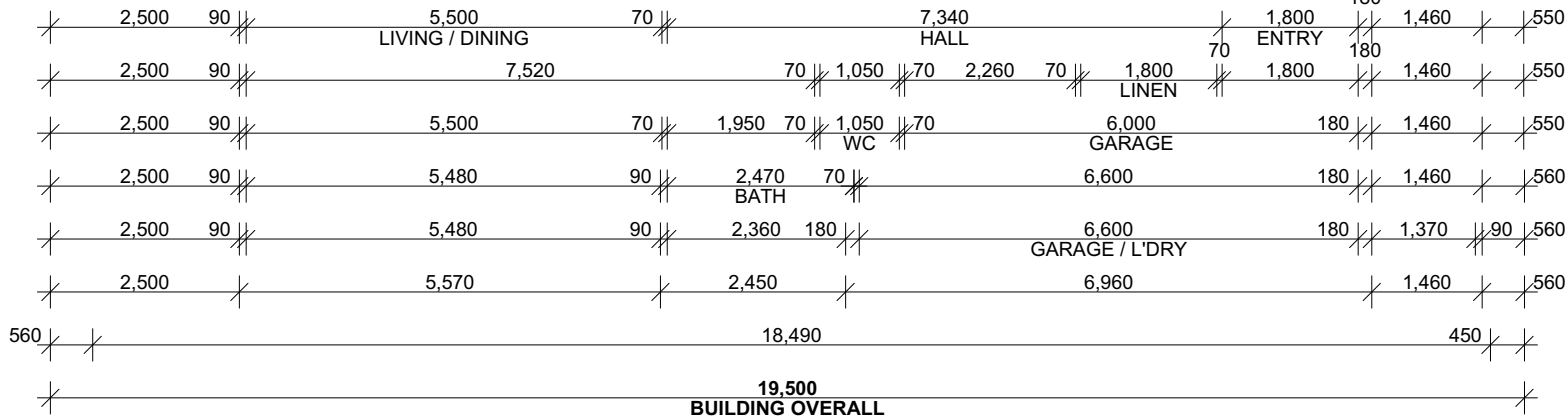 2,500 90 5,500 70 7,340 1,800 1,460 550
LIVING / DINING HALL ENTRY
70 180
2,500 90 7,520 70 1,050 70 2,260 70 1,800 1,800 1,460 550
LINEN
2,500 90 5,500 70 1,950 70 1,050 70 6,000 180 1,460 550
WC GARAGE
2,500 90 5,480 90 2,470 70 6,600 180 1,460 560
BATH
2,500 90 5,480 90 2,360 180 6,600 180 1,370 90 560
GARAGE / L'DRY
2,500 5,570 2,450 6,960 1,460 560
560 18,490 450
19,500
BUILDING OVERALL